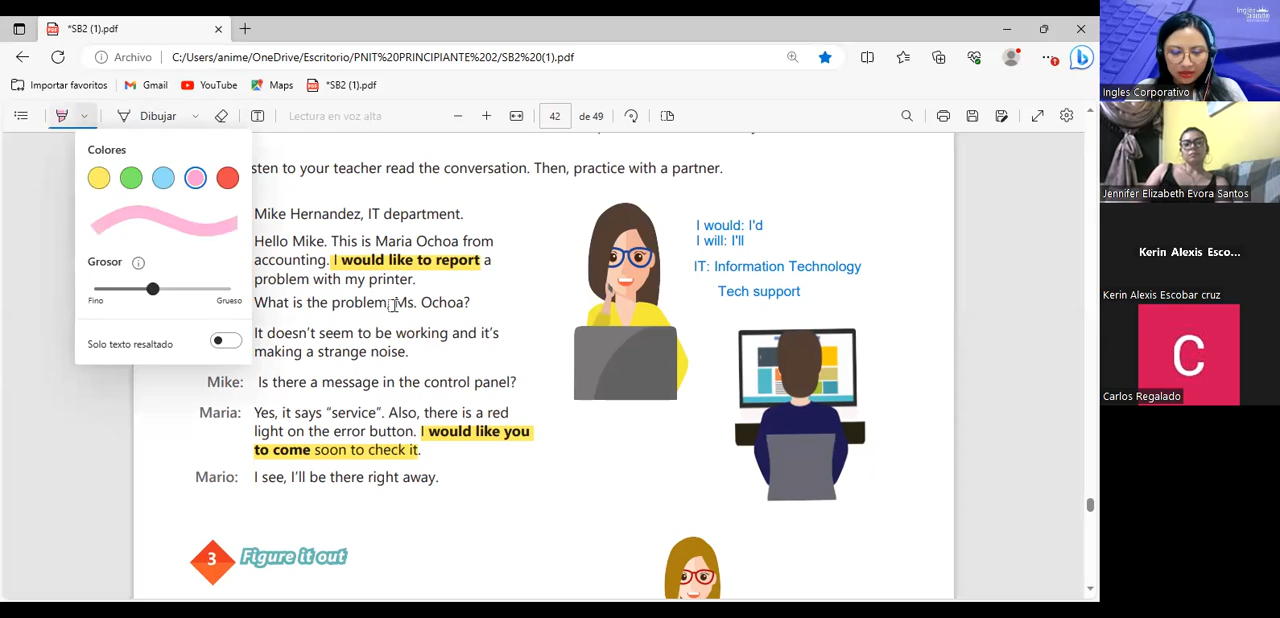 *SB2 (1).pdf
Archivo C:/Users/anime/OneDrive/Escritorio/PNIT%20PRINCIPIANTE%202/SB2%20(1).pdf
Importar favoritos Gmail YouTube Maps *SB2 (1).pdf
Dibujar Lectura en voz alta 42 de 49
Colores
Grosor
Fino Grueso
Solo texto resaltado
sten to your teacher read the conversation. Then, practice with a partner.
Mike Hernandez, IT department.
Hello Mike. This is Maria Ochoa from
accounting. I would like to report a
problem with my printer.
What is the problem, Ms. Ochoa?
It doesn't seem to be working and it's
making a strange noise.
Mike: Is there a message in the control panel?
Maria: Yes, it says “service”. Also, there is a red
light on the error button. I would like you
to come soon to check it.
Mario: I see, I'll be there right away.
I would: I'd
I will: I'll
IT: Information Technology
Tech support
3 Figure it out
Ingles Corporativo
Jennifer Elizabeth Evora Santos
Kerin Alexis Esco...
Kerin Alexis Escobar cruz
C
Carlos Regalado